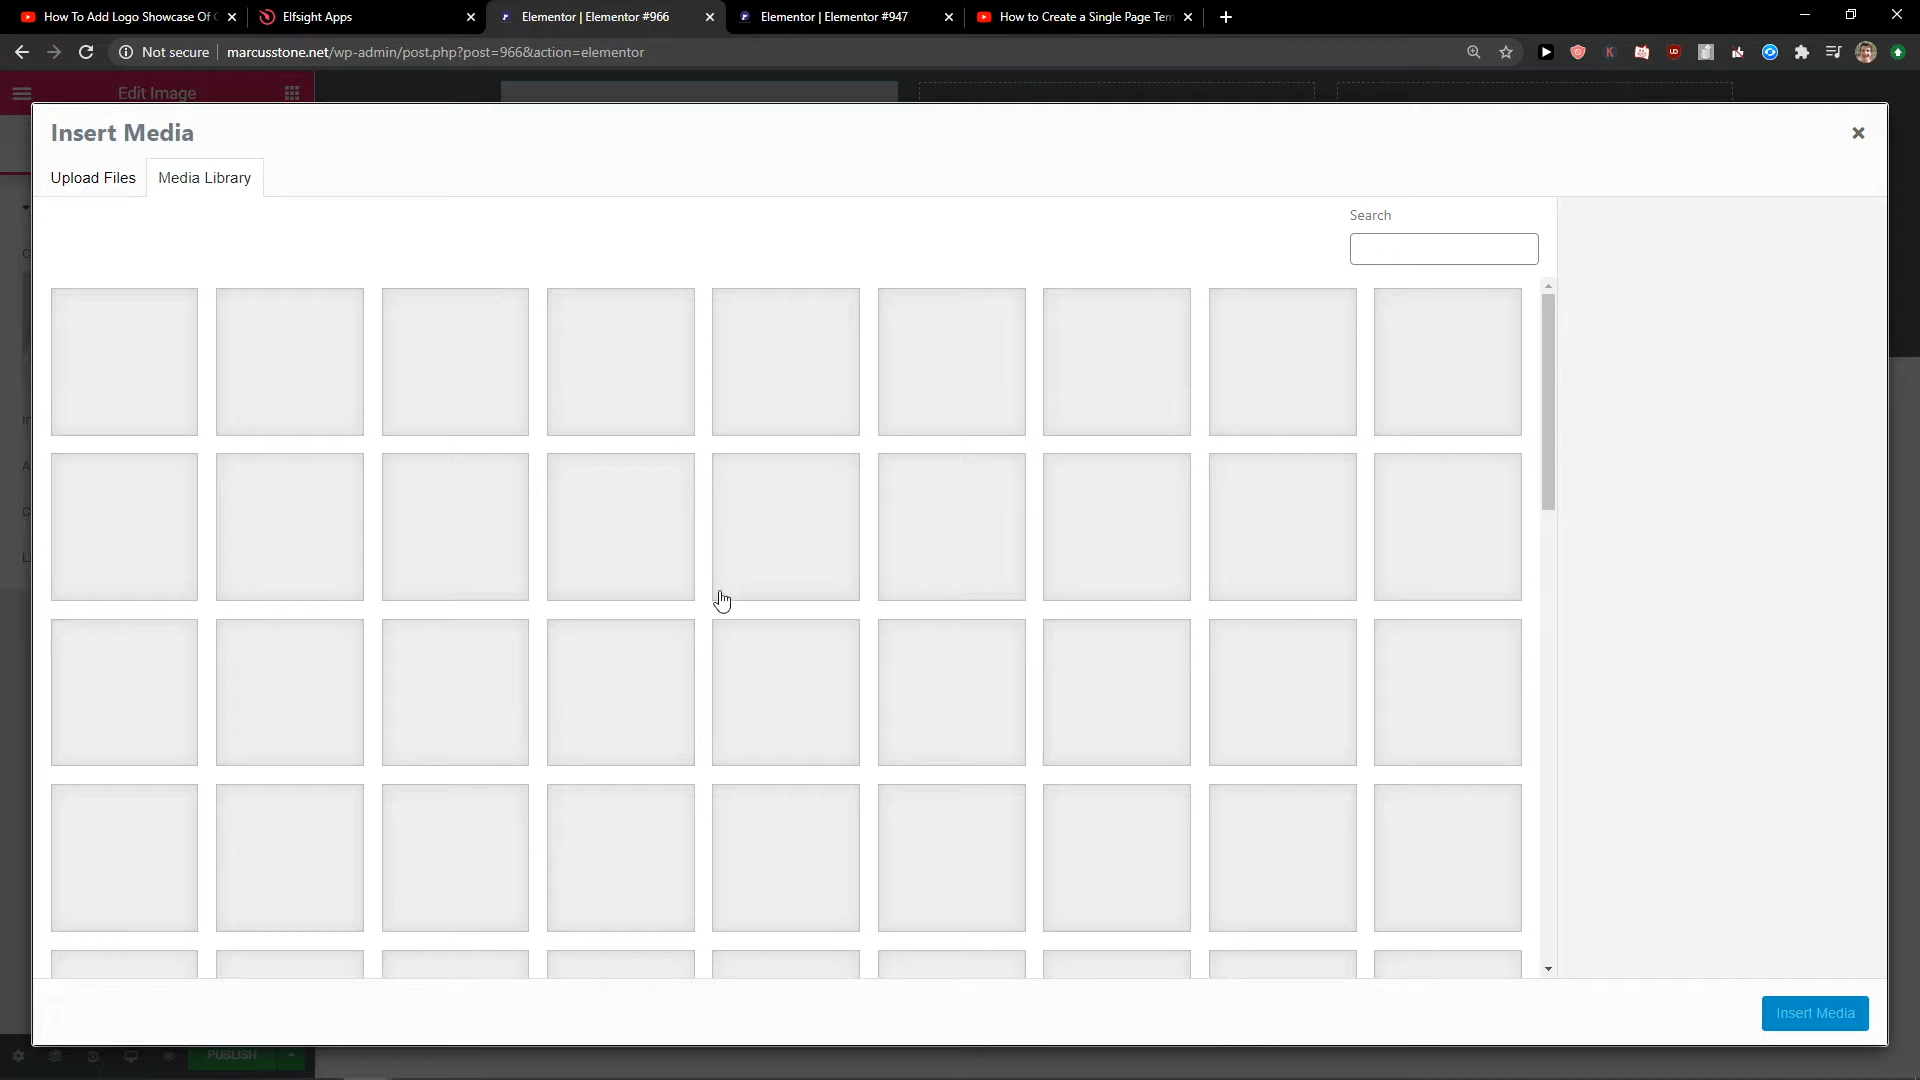 How To Add Logo Showcase Of C
Elfsight Apps
Elementor | Elementor #966
Elementor | Elementor #947
How to Create a Single Page Tem
Not secure
marcusstone.net/wp-admin/post.php?post=966&action=elementor
Edit Image
Insert Media
Upload Files
Media Library
Search
Insert Media
PUBLISH